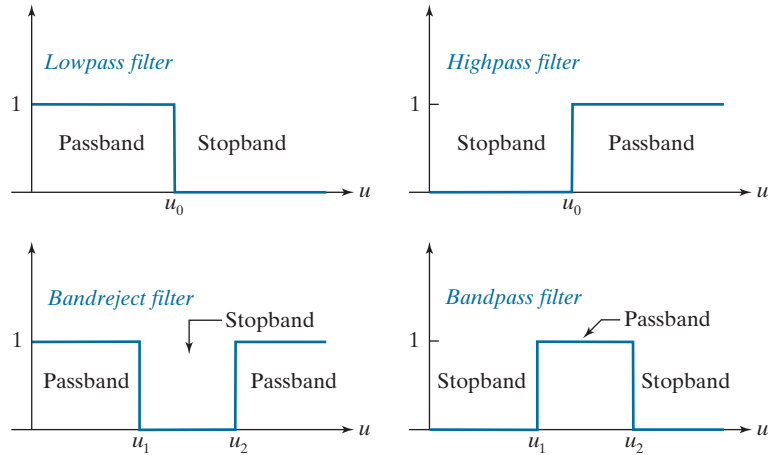 Lowpass filter
1
Passband
Stopband
u
u0
Highpass filter
1
Stopband
Passband
u
u0
Bandreject filter
Stopband
1
Passband
Passband
u
u1
u2
Bandpass filter
Passband
1
Stopband
Stopband
u
u1
u2